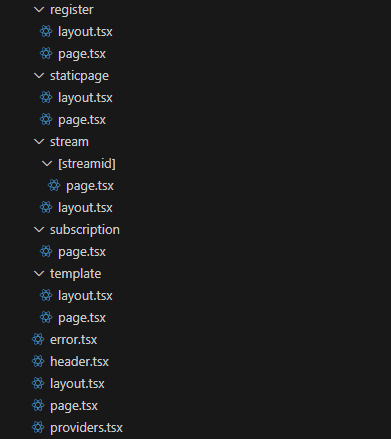 register
layout.tsx
page.tsx
staticpage
layout.tsx
page.tsx
stream
[streamid]
page.tsx
layout.tsx
subscription
page.tsx
template
layout.tsx
page.tsx
error.tsx
header.tsx
layout.tsx
page.tsx
providers.tsx